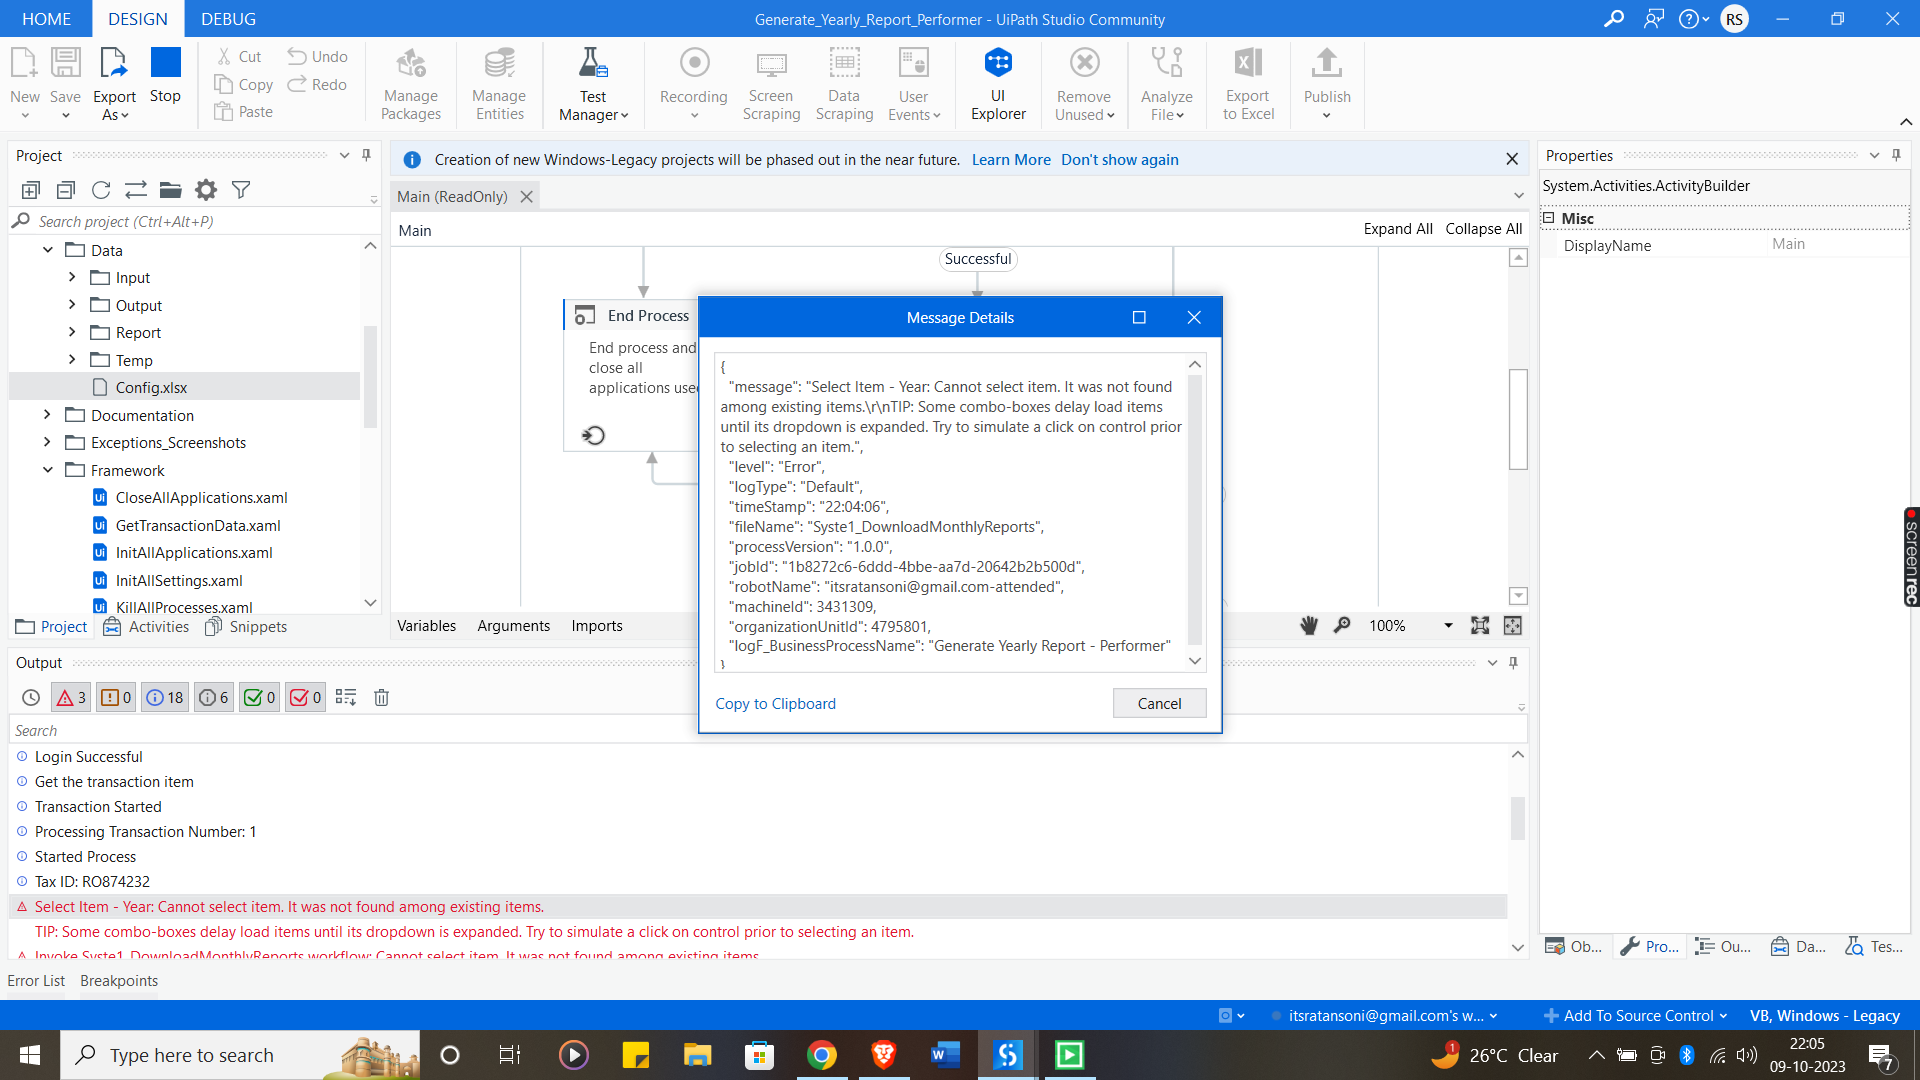 HOME DESIGN DEBUG
Generate_Yearly_Report_Performer - UiPath Studio Community
RS
New
Save
Export
As
Stop
Cut
Copy
Paste
Undo
Redo
Manage
Packages
Manage
Entities
Test
Manager
Recording
Screen
Scraping
Data
Scraping
User
Events
UI
Explorer
Remove
Unused
Analyze
File
Export
to Excel
Publish
Project
Search project (Ctrl+Alt+P)
Data
Input
Output
Report
Temp
Config.xlsx
Documentation
Exceptions_Screenshots
Framework
CloseAllApplications.xaml
GetTransactionData.xaml
InitAllApplications.xaml
InitAllSettings.xaml
KillAllProcesses.xaml
Project Activities Snippets
Creation of new Windows-Legacy projects will be phased out in the near future. Learn More Don't show again
Main (ReadOnly)
Main
Expand All Collapse All
Successful
End Process
End process and
close all
applications used
Variables Arguments Imports
100%
Message Details
{
"message": "Select Item - Year: Cannot select item. It was not found
among existing items.\r\nTIP: Some combo-boxes delay load items
until its dropdown is expanded. Try to simulate a click on control prior
to selecting an item.",
"level": "Error",
"logType": "Default",
"timeStamp": "22:04:06",
"fileName": "Syste1_DownloadMonthlyReports",
"processVersion": "1.0.0",
"jobId": "1b8272c6-6ddd-4bbe-aa7d-20642b2b500d",
"robotName": "itsratansoni@gmail.com-attended",
"machineId": 3431309,
"organizationUnitId": 4795801,
"logF_BusinessProcessName": "Generate Yearly Report - Performer"
}
Copy to Clipboard
Cancel
Properties
System.Activities.ActivityBuilder
Misc
DisplayName Main
Output
3 0 18 6 0 0
Search
Login Successful
Get the transaction item
Transaction Started
Processing Transaction Number: 1
Started Process
Tax ID: RO874232
Select Item - Year: Cannot select item. It was not found among existing items.
TIP: Some combo-boxes delay load items until its dropdown is expanded. Try to simulate a click on control prior to selecting an item.
Invoke Syste1_DownloadMonthlyReports workflow: Cannot select item. It was not found among existing items.
Ob... Pro... Ou... Da... Tes...
Error List Breakpoints
itsratansoni@gmail.com's w...
Add To Source Control
VB, Windows - Legacy
screenrec
Type here to search
1
26°C Clear
22:05
09-10-2023
7